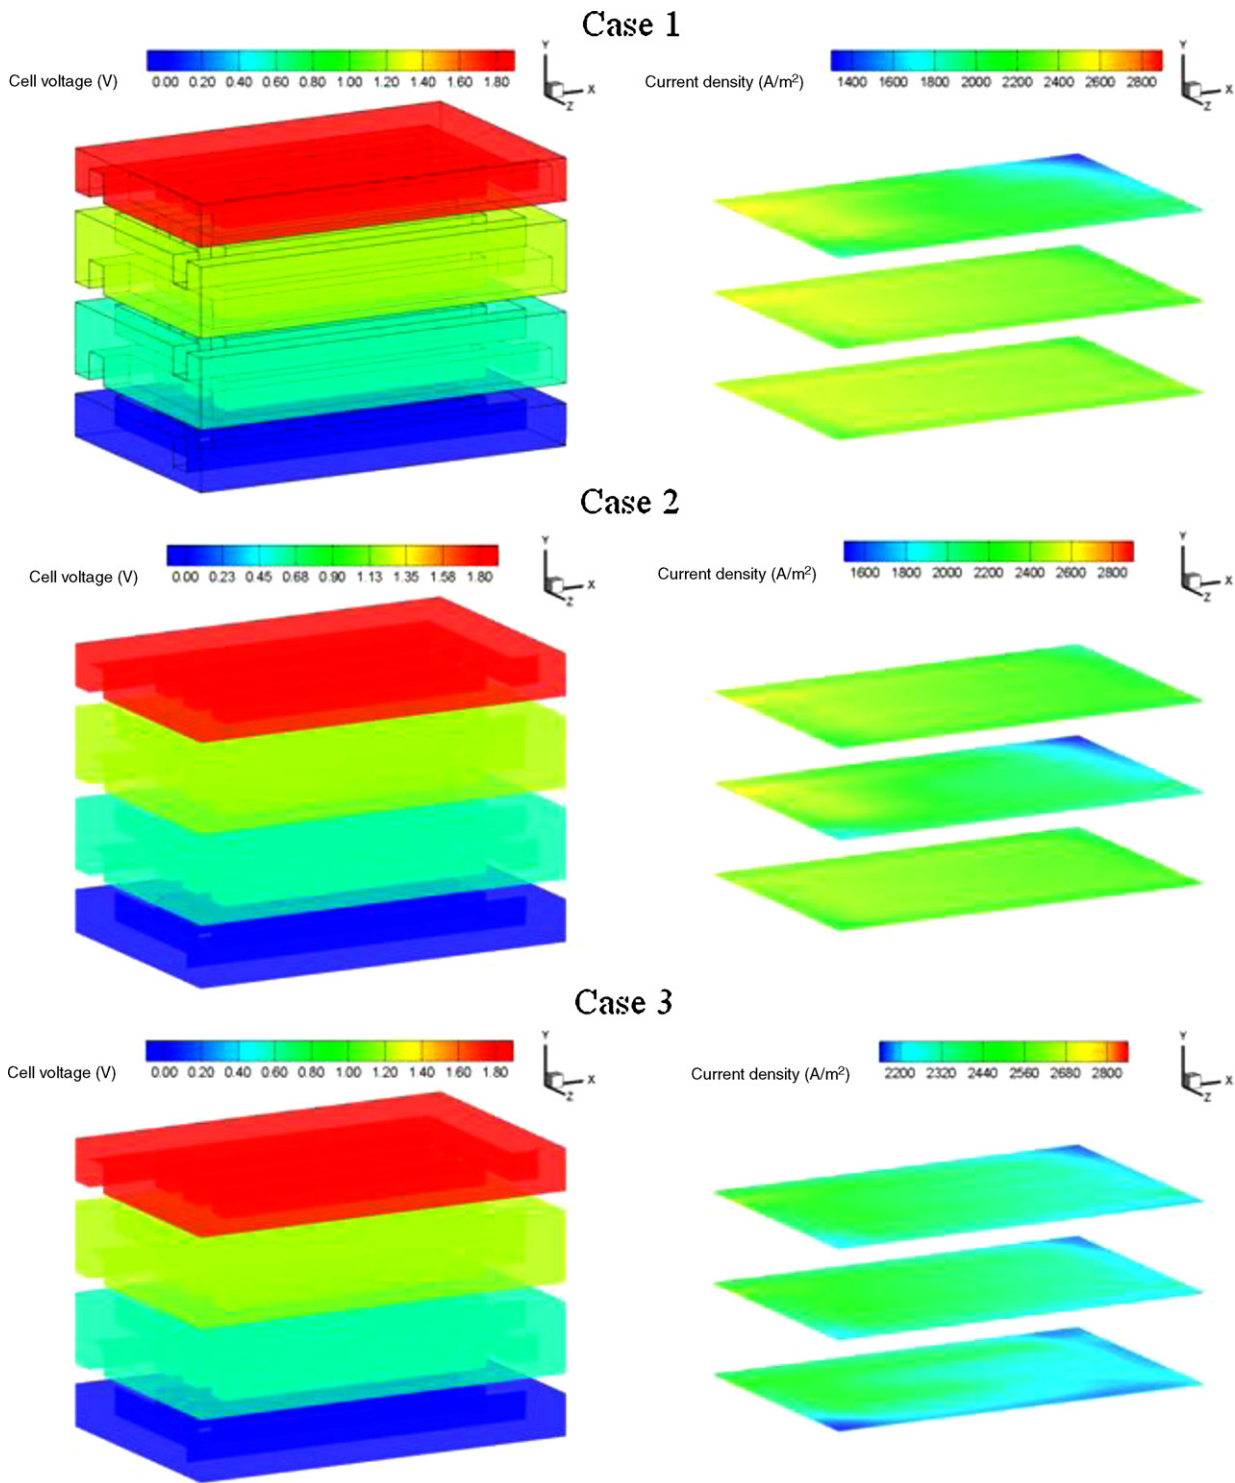 Case 1
Cell voltage (V)
0.00 0.20 0.40 0.60 0.80 1.00 1.20 1.40 1.60 1.80
Y
X
Z
Current density (A/m²)
1400 1600 1800 2000 2200 2400 2600 2800
Y
X
Z
Case 2
Cell voltage (V)
0.00 0.23 0.45 0.68 0.90 1.13 1.35 1.58 1.80
Y
X
Z
Current density (A/m²)
1600 1800 2000 2200 2400 2600 2800
Y
X
Z
Case 3
Cell voltage (V)
0.00 0.20 0.40 0.60 0.80 1.00 1.20 1.40 1.60 1.80
Y
X
Z
Current density (A/m²)
2200 2320 2440 2560 2680 2800
Y
X
Z